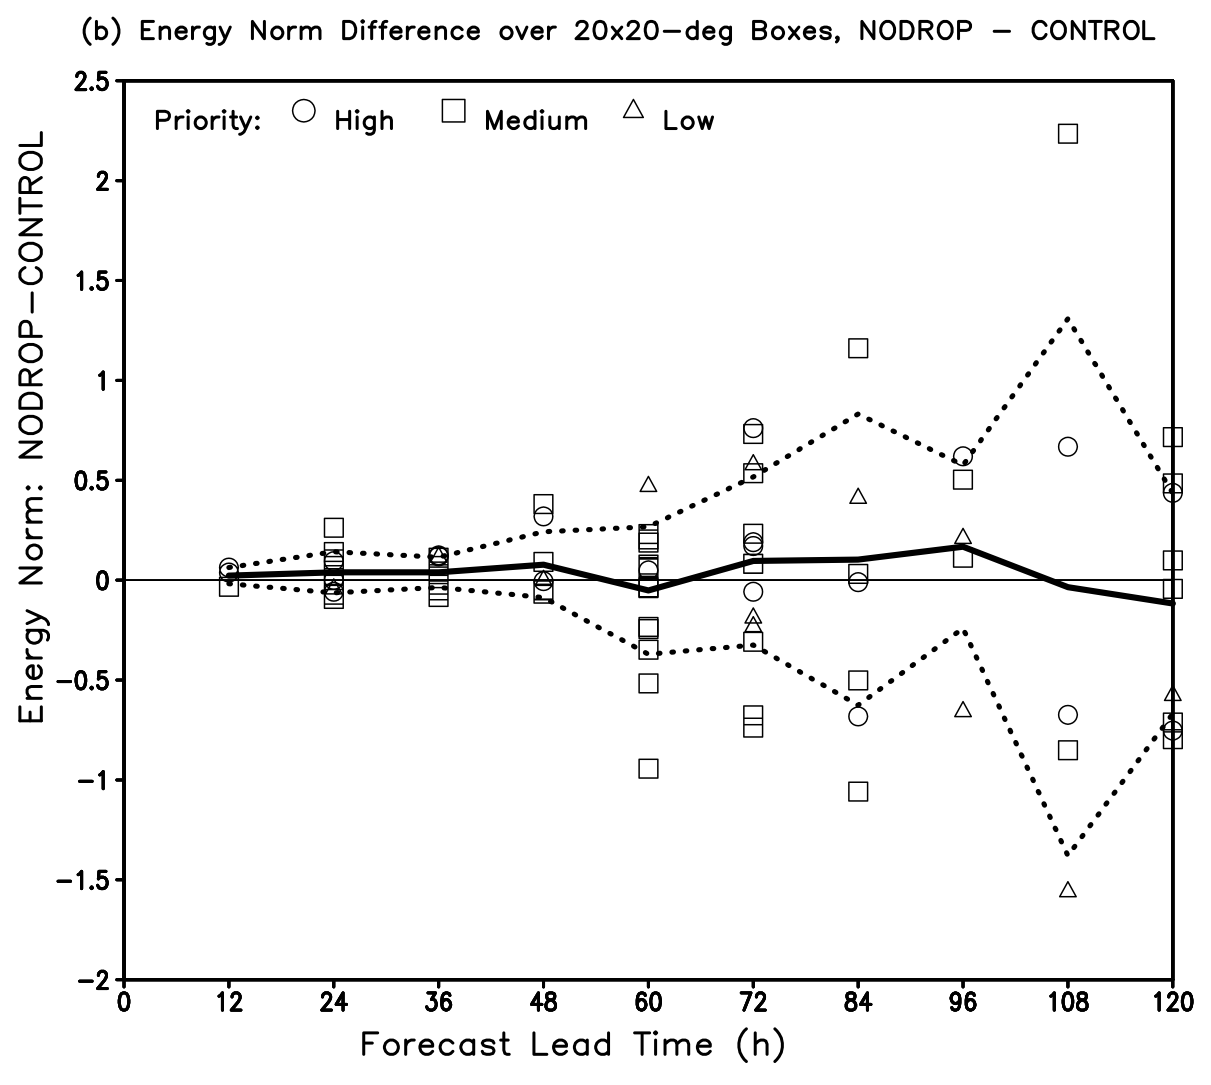 (b) Energy Norm Difference over 20x20-deg Boxes, NODROP - CONTROL
Priority: High Medium Low
Energy Norm: NODROP-CONTROL
2.5
2
1.5
1
0.5
0
-0.5
-1
-1.5
-2
0 12 24 36 48 60 72 84 96 108 120
Forecast Lead Time (h)